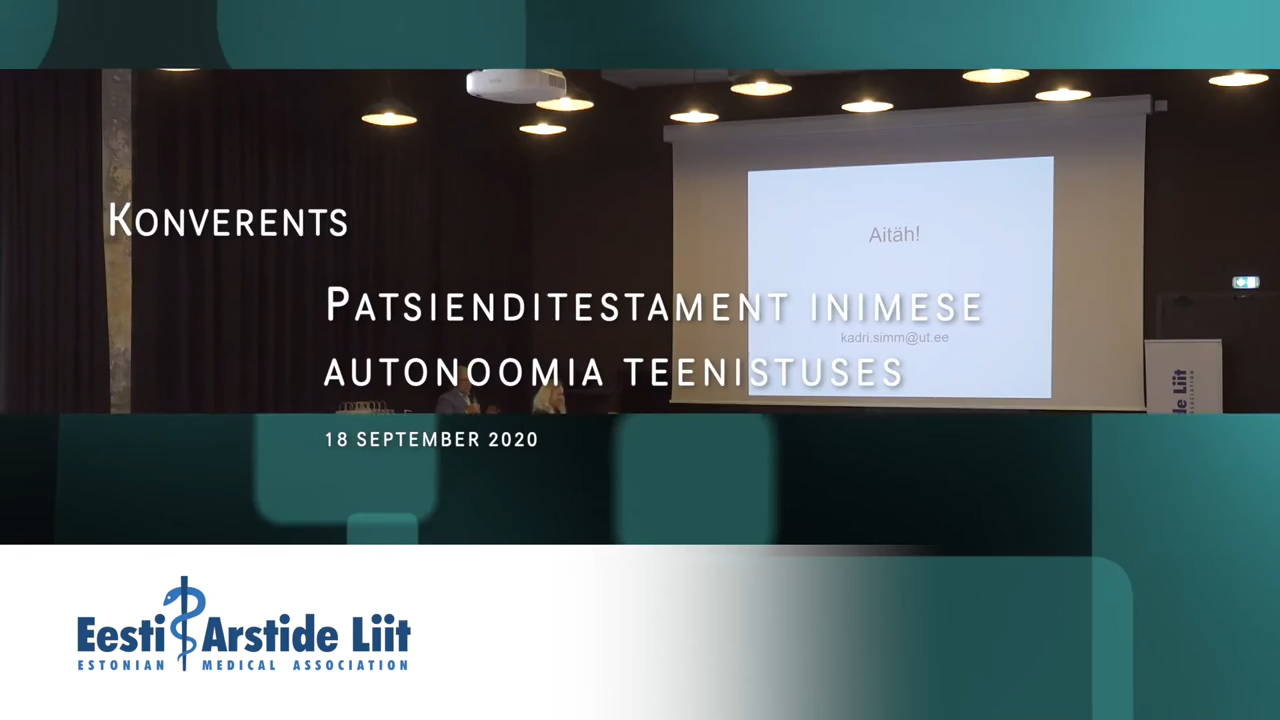 Konverents
Aitäh!
Patsienditestament inimese
kadri.simm@ut.ee
autonoomia teenistuses
18 september 2020
Eesti Arstide Liit
ESTONIAN MEDICAL ASSOCIATION